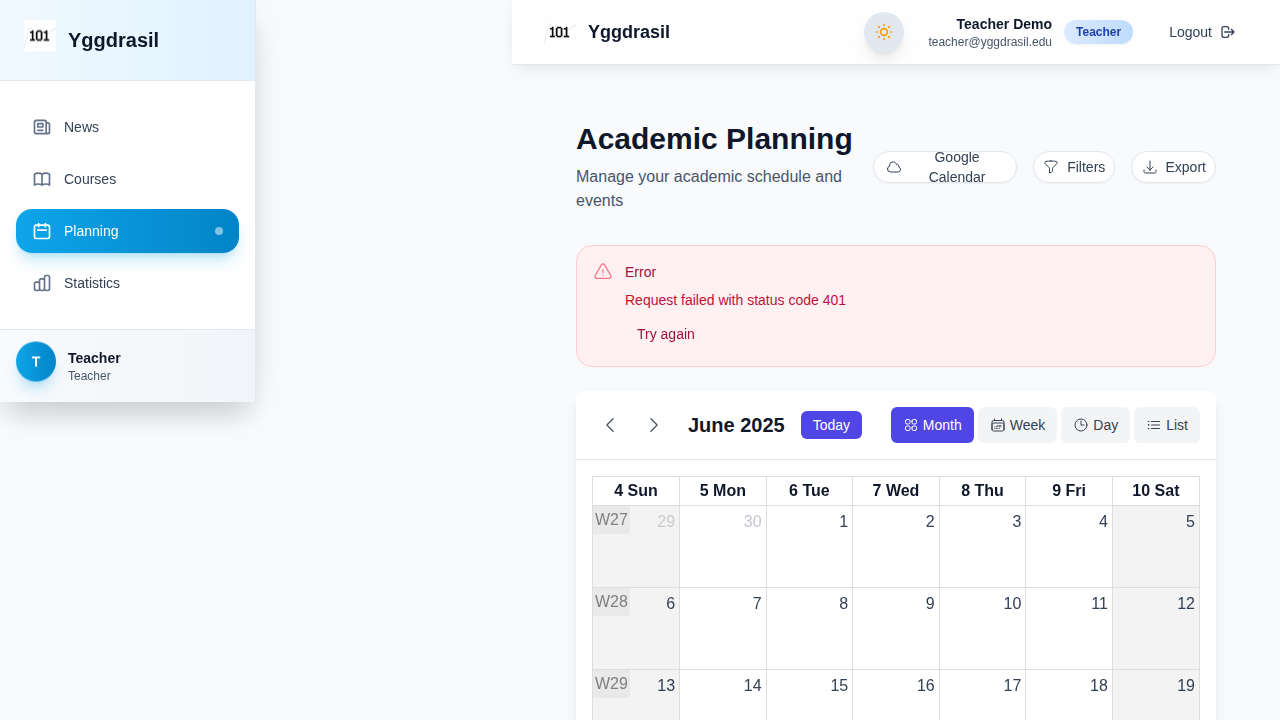 101 Yggdrasil
News
Courses
Planning
Statistics
T
Teacher
Teacher
101 Yggdrasil
Teacher Demo
teacher@yggdrasil.edu
Teacher
Logout
Academic Planning
Manage your academic schedule and
events
Google
Calendar
Filters
Export
Error
Request failed with status code 401
Try again
June 2025
Today
Month
Week
Day
List
4 Sun 5 Mon 6 Tue 7 Wed 8 Thu 9 Fri 10 Sat
W27 29 30 1 2 3 4 5
W28 6 7 8 9 10 11 12
W29 13 14 15 16 17 18 19